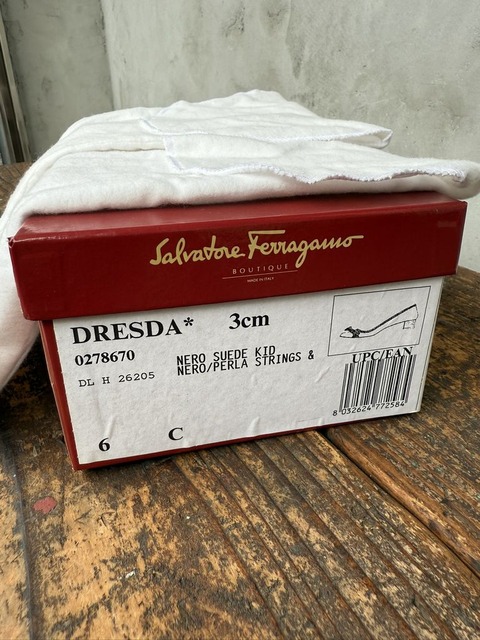 Salvatore Ferragamo
BOUTIQUE
MADE IN ITALY
DRESDA* 3cm
0278670
NERO SUEDE KID
NERO/PERLA STRINGS &
DL H 26205
UPC/EAN
8 032624 772584
6 C